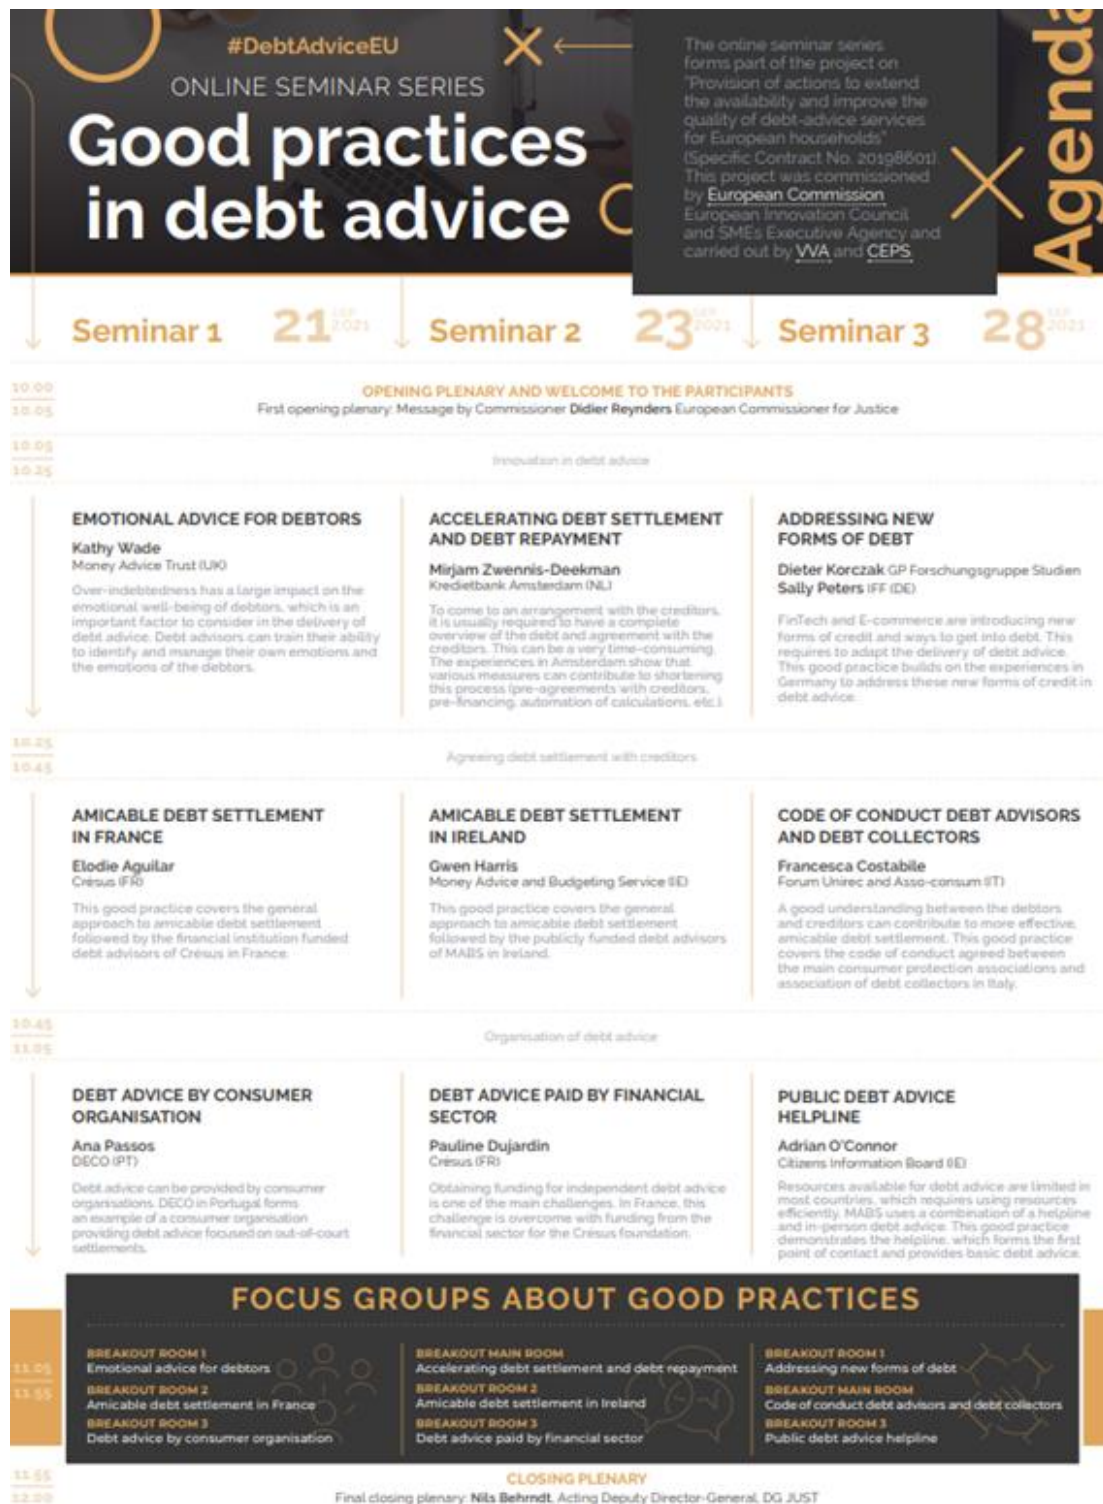 #DebtAdviceEU
ONLINE SEMINAR SERIES
Good practices
in debt advice
The online seminar series
forms part of the project on
"Provision of actions to extend
the availability and improve the
quality of debt-advice services
for European households"
(Specific Contract No. 20198601)
This project was commissioned
by European Commission
European Innovation Council
and SMEs Executive Agency and
carried out by VVA and CEPS
Agenda
Seminar 1
21 SEP 2021
Seminar 2
23 SEP 2021
Seminar 3
28 SEP 2021
10.00
10.05
OPENING PLENARY AND WELCOME TO THE PARTICIPANTS
First opening plenary: Message by Commissioner Didier Reynders European Commissioner for Justice
10.05
10.25
Innovation in debt advice
EMOTIONAL ADVICE FOR DEBTORS
Kathy Wade
Money Advice Trust (UK)
Over-indebtedness has a large impact on the
emotional well-being of debtors, which is an
important factor to consider in the delivery of
debt advice. Debt advisors can train their ability
to identify and manage their own emotions and
the emotions of the debtors.
ACCELERATING DEBT SETTLEMENT
AND DEBT REPAYMENT
Mirjam Zwennis-Deekman
Kredietbank Amsterdam (NL)
To come to an arrangement with the creditors,
it is usually required to have a complete
overview of the debt and agreement with the
creditors. This can be a very time-consuming.
The experiences in Amsterdam show that
various measures can contribute to shortening
this process (pre-agreements with creditors,
pre-financing, automation of calculations, etc.).
ADDRESSING NEW
FORMS OF DEBT
Dieter Korczak GP Forschungsgruppe Studien
Sally Peters IFF (DE)
FinTech and E-commerce are introducing new
forms of credit and ways to get into debt. This
requires to adapt the delivery of debt advice.
This good practice builds on the experiences in
Germany to address these new forms of credit in
debt advice.
10.25
10.45
Agreeing debt settlement with creditors
AMICABLE DEBT SETTLEMENT
IN FRANCE
Elodie Aguilar
Crésus (FR)
This good practice covers the general
approach to amicable debt settlement
followed by the financial institution funded
debt advisors of Crésus in France.
AMICABLE DEBT SETTLEMENT
IN IRELAND
Gwen Harris
Money Advice and Budgeting Service (IE)
This good practice covers the general
approach to amicable debt settlement
followed by the publicly funded debt advisors
of MABS in Ireland.
CODE OF CONDUCT DEBT ADVISORS
AND DEBT COLLECTORS
Francesca Costabile
Forum Unirec and Asso-consum (IT)
A good understanding between the debtors
and creditors can contribute to more effective,
amicable debt settlement. This good practice
covers the code of conduct agreed between
the main consumer protection associations and
association of debt collectors in Italy.
10.45
11.05
Organisation of debt advice
DEBT ADVICE BY CONSUMER
ORGANISATION
Ana Passos
DECO (PT)
Debt advice can be provided by consumer
organisations. DECO in Portugal forms
an example of a consumer organisation
providing debt advice focused on out-of-court
settlements.
DEBT ADVICE PAID BY FINANCIAL
SECTOR
Pauline Dujardin
Crésus (FR)
Obtaining funding for independent debt advice
is one of the main challenges. In France, this
challenge is overcome with funding from the
financial sector for the Crésus foundation.
PUBLIC DEBT ADVICE
HELPLINE
Adrian O'Connor
Citizens Information Board (IE)
Resources available for debt advice are limited in
most countries, which requires using resources
efficiently. MABS uses a combination of a helpline
and in-person debt advice. This good practice
demonstrates the helpline, which forms the first
point of contact and provides basic debt advice.
FOCUS GROUPS ABOUT GOOD PRACTICES
11.05
11.55
BREAKOUT ROOM 1
Emotional advice for debtors
BREAKOUT ROOM 2
Amicable debt settlement in France
BREAKOUT ROOM 3
Debt advice by consumer organisation
BREAKOUT MAIN ROOM
Accelerating debt settlement and debt repayment
BREAKOUT ROOM 2
Amicable debt settlement in Ireland
BREAKOUT ROOM 3
Debt advice paid by financial sector
BREAKOUT ROOM 1
Addressing new forms of debt
BREAKOUT MAIN ROOM
Code of conduct debt advisors and debt collectors
BREAKOUT ROOM 3
Public debt advice helpline
11.55
12.00
CLOSING PLENARY
Final closing plenary: Nils Behrndt, Acting Deputy Director-General, DG JUST